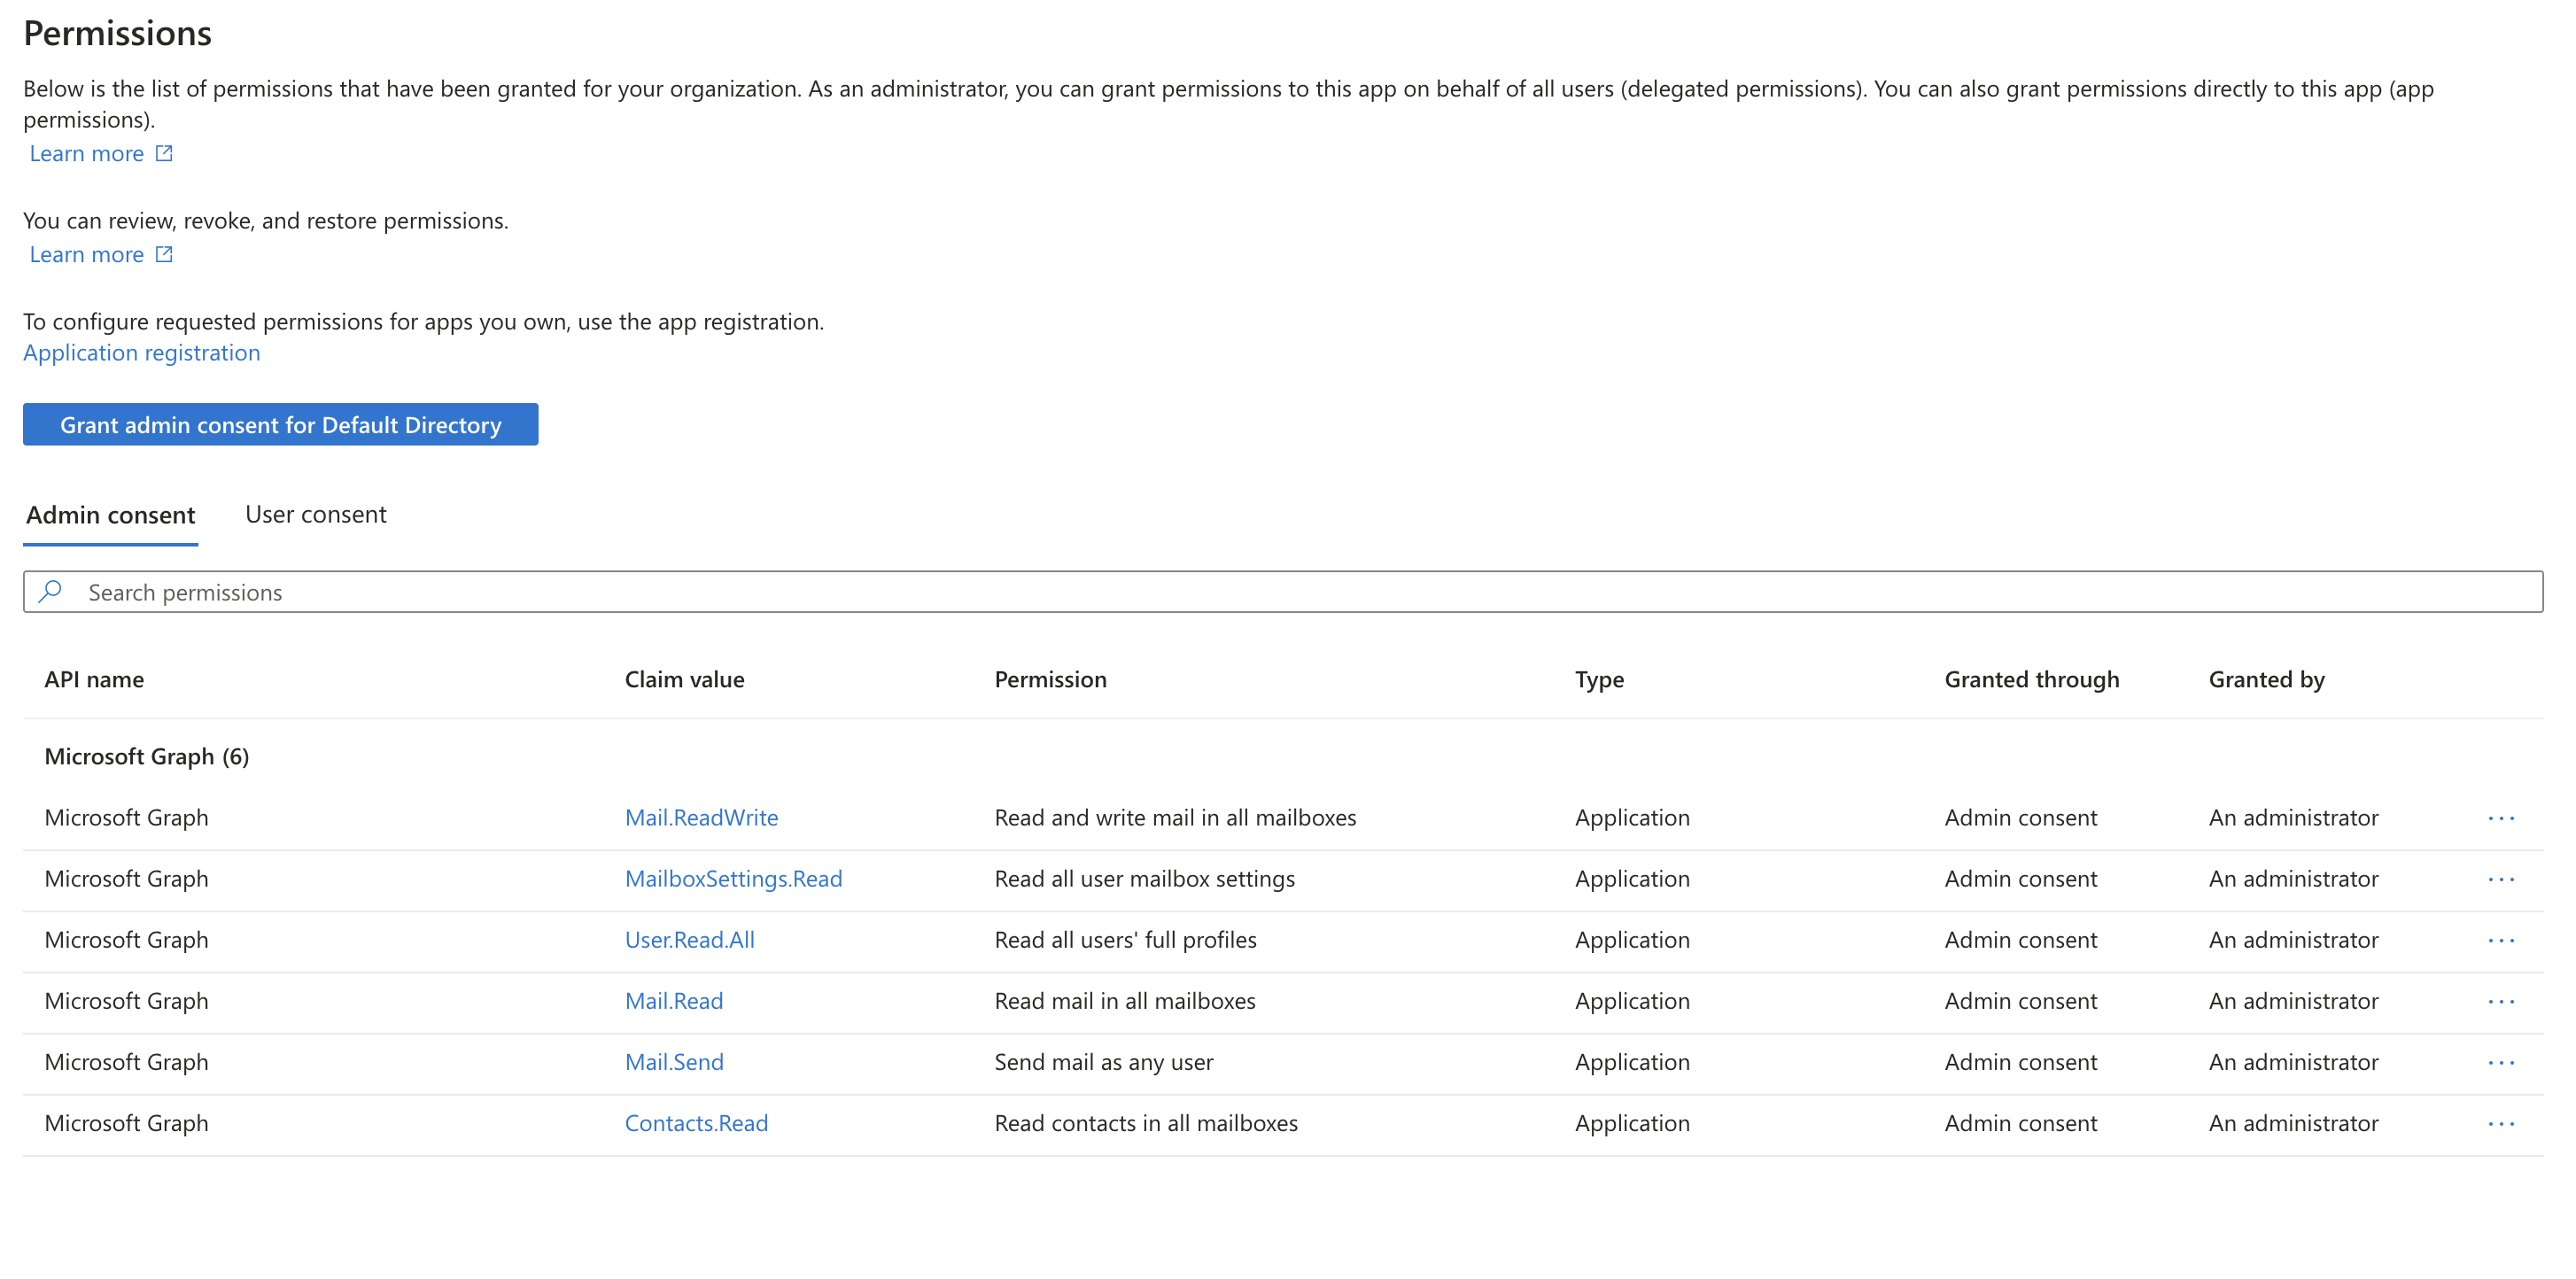 Permissions
Below is the list of permissions that have been granted for your organization. As an administrator, you can grant permissions to this app on behalf of all users (delegated permissions). You can also grant permissions directly to this app (app
permissions).
Learn more
You can review, revoke, and restore permissions.
Learn more
To configure requested permissions for apps you own, use the app registration.
Application registration
Grant admin consent for Default Directory
Admin consent User consent
Search permissions
API name Claim value Permission Type Granted through Granted by
Microsoft Graph (6)
Microsoft Graph Mail.ReadWrite Read and write mail in all mailboxes Application Admin consent An administrator ...
Microsoft Graph MailboxSettings.Read Read all user mailbox settings Application Admin consent An administrator ...
Microsoft Graph User.Read.All Read all users' full profiles Application Admin consent An administrator ...
Microsoft Graph Mail.Read Read mail in all mailboxes Application Admin consent An administrator ...
Microsoft Graph Mail.Send Send mail as any user Application Admin consent An administrator ...
Microsoft Graph Contacts.Read Read contacts in all mailboxes Application Admin consent An administrator ...